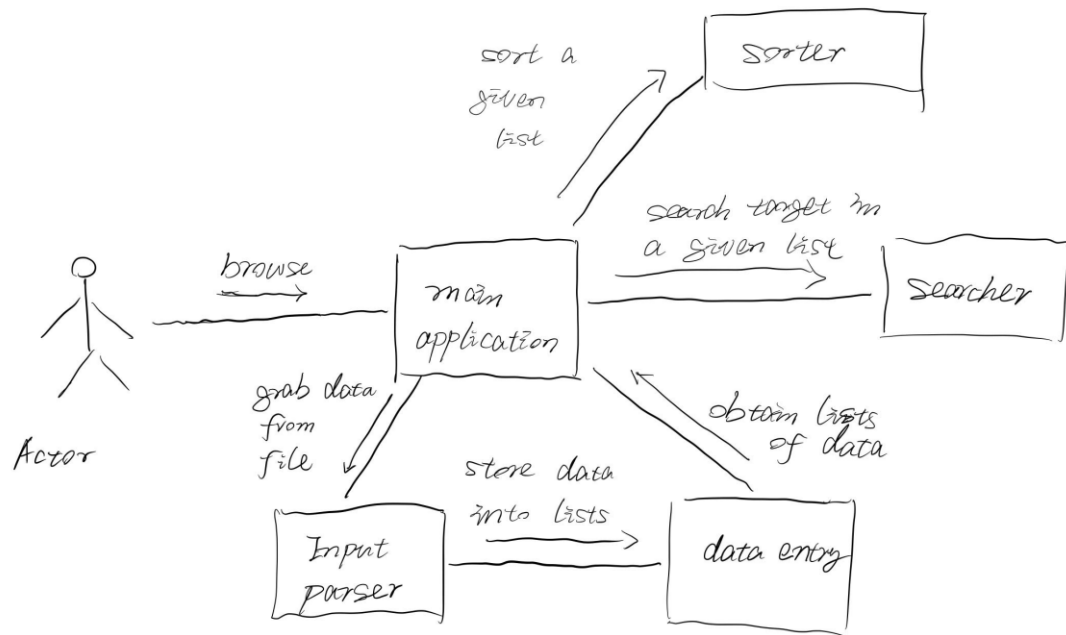 sort a
given
list
sorter
search target in
a given list
searcher
browse
main
application
Actor
grab data
from
file
obtain lists
of data
store data
into lists
Input
parser
data entry